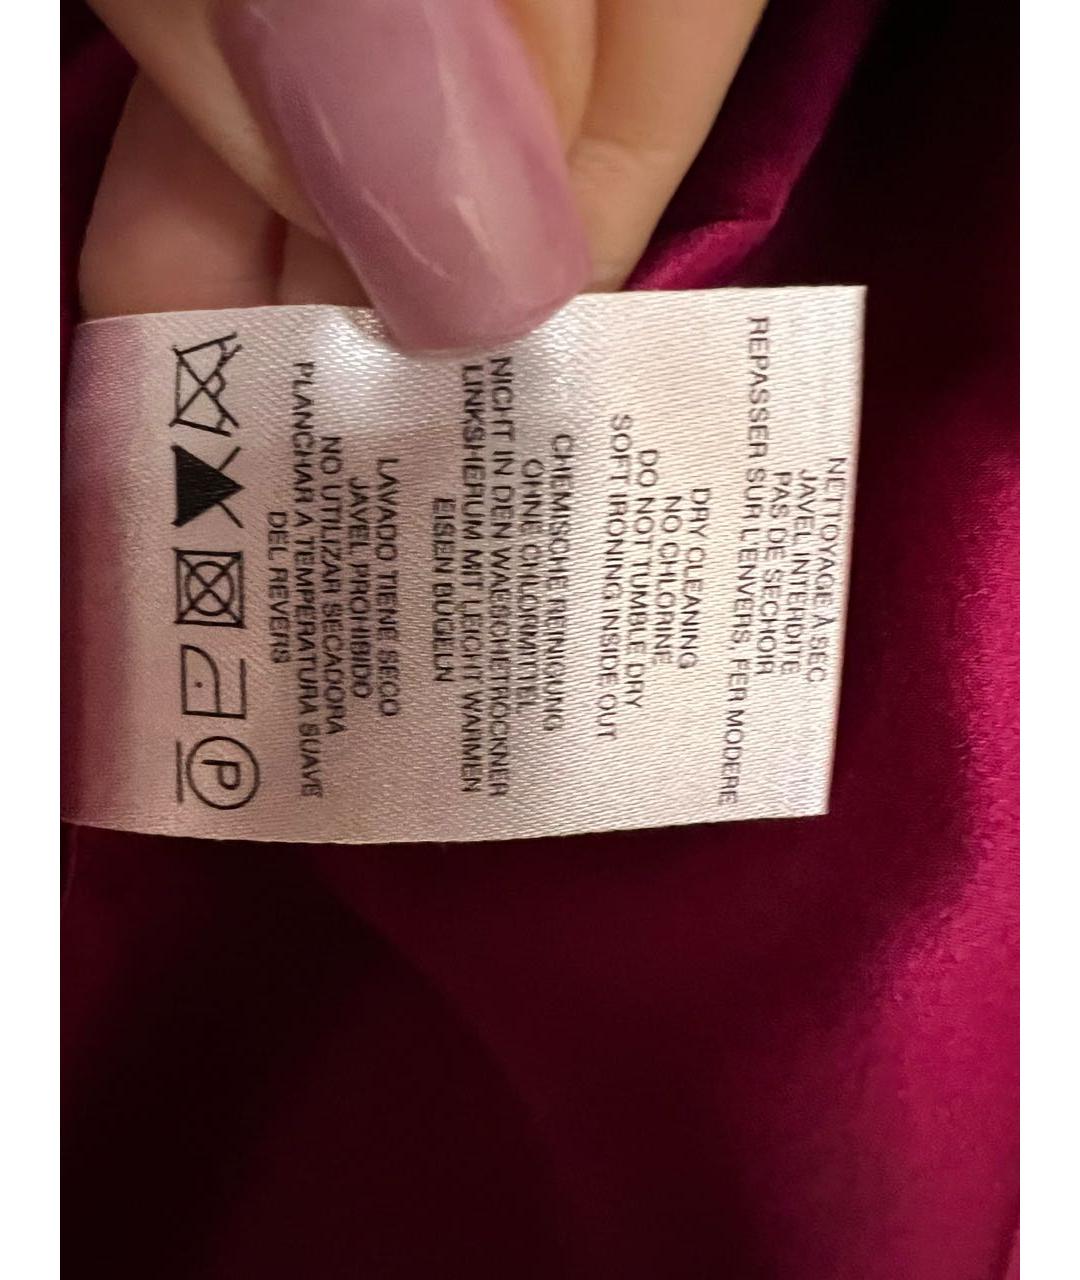 NETTOYAGE À SEC
JAVEL INTERDITE
PAS DE SECHOIR
REPASSER SUR L'ENVERS, FER MODERE
DRY CLEANING
NO CHLORINE
DO NOT TUMBLE DRY
SOFT IRONING INSIDE OUT
CHEMISCHE REINIGUNG
OHNE CHLORMITTEL
NICHT IN DEN WAESCHETROCKNER
LINKSHERUM MIT LEICHT WARMEN
EISEN BÜGELN
LAVADO TIENE SECO
JAVEL PROHIBIDO
NO UTILIZAR SECADORA
PLANCHAR A TEMPERATURA SUAVE
DEL REVERS
P